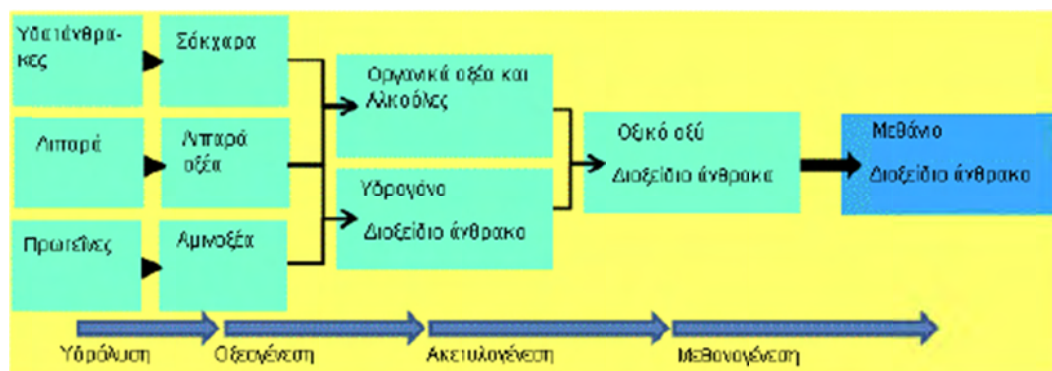 Υδατάνθρα-
κες
Σάκχαρα
Λιπαρά
Λιπαρά
οξέα
Πρωτεΐνες
Αμινοξέα
Οργανικά οξέα και
Αλκοόλες
Υδρογόνο
Διοξείδιο άνθρακα
Οξικό οξύ
Διοξείδιο άνθρακα
Μεθάνιο
Διοξείδιο άνθρακα
Υδρόλυση
Οξεογένεση
Ακετυλογένεση
Μεθανογένεση